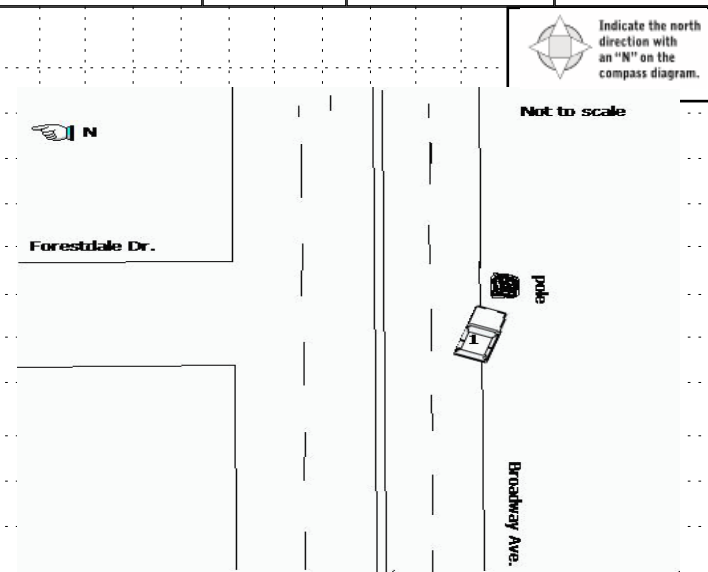 Indicate the north
direction with
an "N" on the
compass diagram.
Not to scale
N
Forestdale Dr.
pole
1
Broadway Ave.